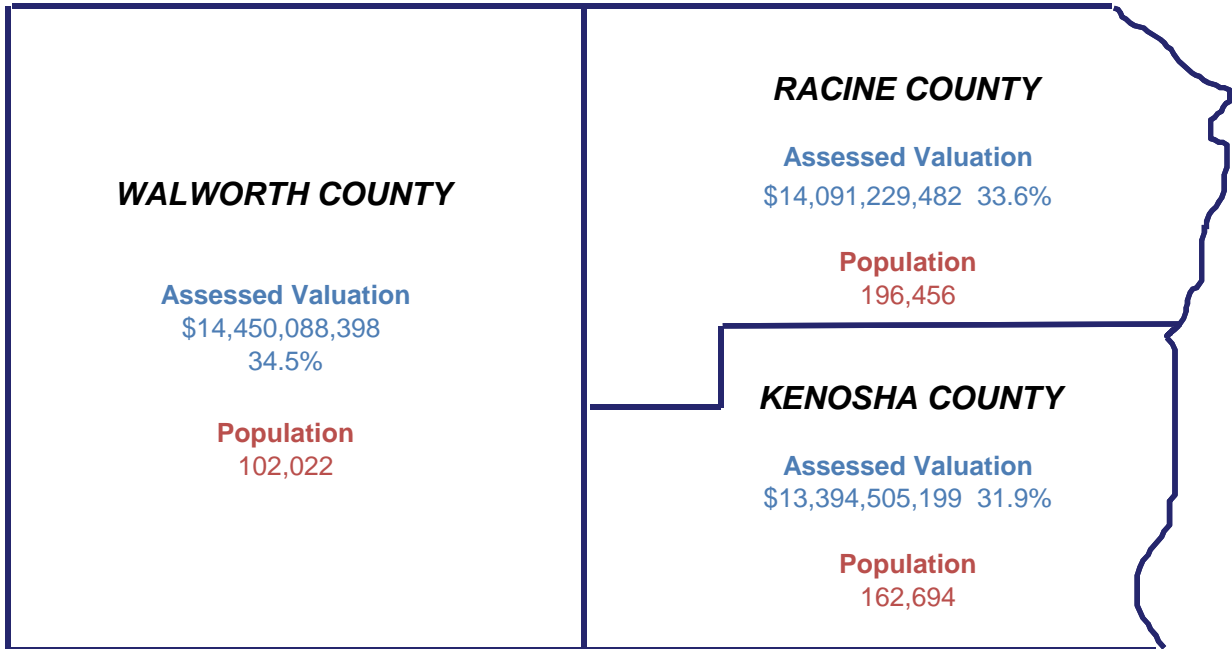 WALWORTH COUNTY
Assessed Valuation
$14,450,088,398
34.5%
Population
102,022
RACINE COUNTY
Assessed Valuation
$14,091,229,482 33.6%
Population
196,456
KENOSHA COUNTY
Assessed Valuation
$13,394,505,199 31.9%
Population
162,694